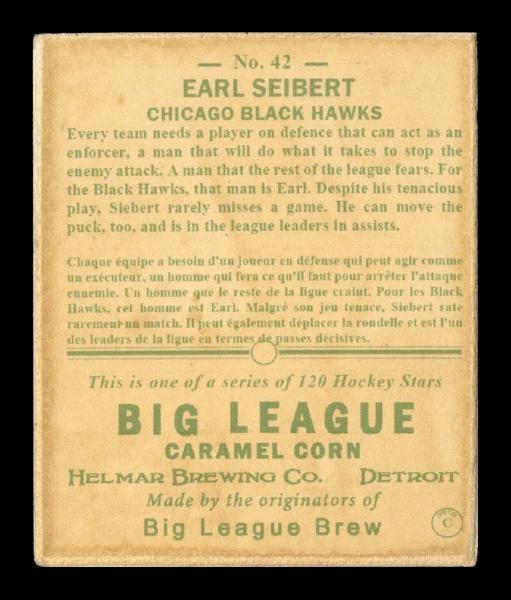 — No. 42 —
EARL SEIBERT
CHICAGO BLACK HAWKS
Every team needs a player on defence that can act as an
enforcer, a man that will do what it takes to stop the
enemy attack. A man that the rest of the league fears. For
the Black Hawks, that man is Earl. Despite his tenacious
play, Siebert rarely misses a game. He can move the
puck, too, and is in the league leaders in assists.
Chaque équipe a besoin d'un joueur en défense qui peut agir comme
un exécuteur, un homme qui fera ce qu'il faut pour arrêter l'attaque
ennemie. Un homme que le reste de la ligue craint. Pour les Black
Hawks, cet homme est Earl. Malgré son jeu tenace, Siebert rate
rarement un match. Il peut également déplacer la rondelle et est l'un
des leaders de la ligue en termes de passes décisives.
This is one of a series of 120 Hockey Stars
BIG LEAGUE
CARAMEL CORN
HELMAR BREWING CO. DETROIT
Made by the originators of
Big League Brew
C